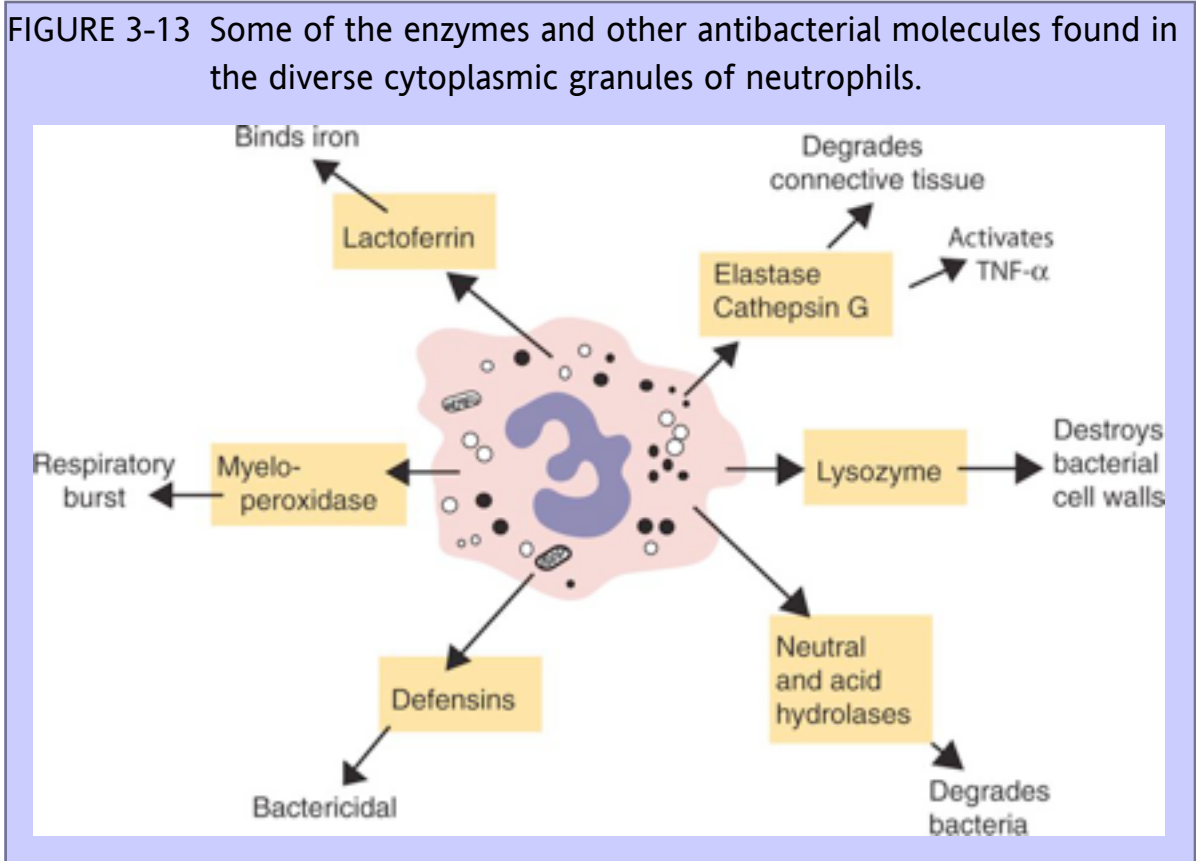 FIGURE 3-13 Some of the enzymes and other antibacterial molecules found in
the diverse cytoplasmic granules of neutrophils.
Binds iron
Lactoferrin
Degrades
connective tissue
Activates
TNF-α
Elastase
Cathepsin G
Respiratory
burst
Myelo-
peroxidase
Lysozyme
Destroys
bacterial
cell walls
Defensins
Bactericidal
Neutral
and acid
hydrolases
Degrades
bacteria